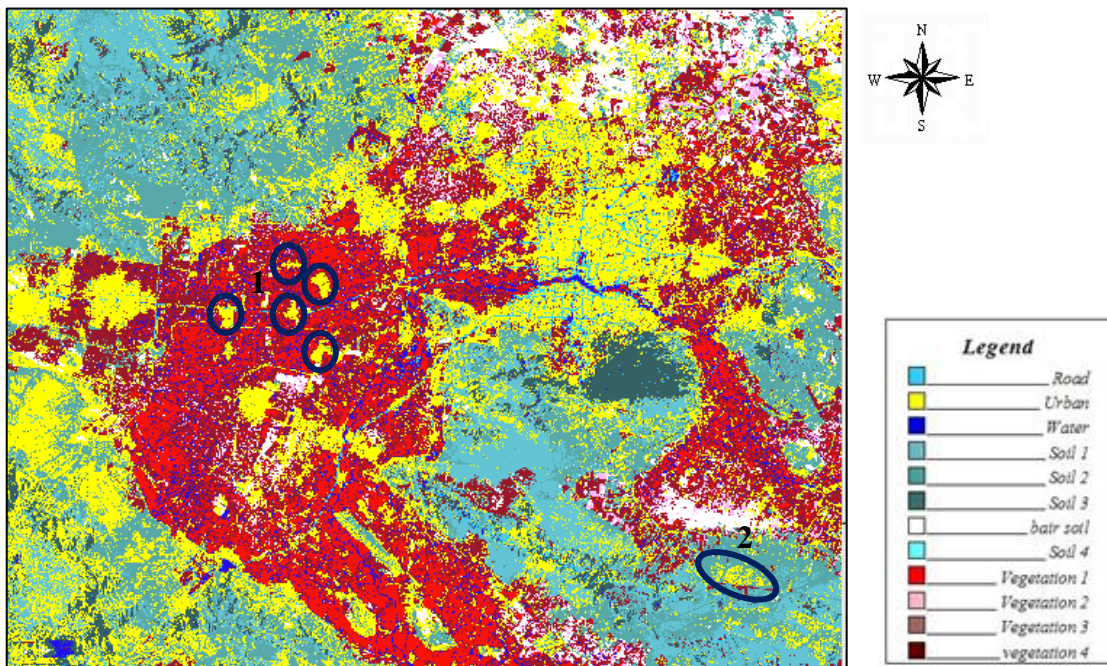 N
W E
S
1
2
Legend
Road
Urban
Water
Soil 1
Soil 2
Soil 3
bair soil
Soil 4
Vegetation 1
Vegetation 2
Vegetation 3
vegetation 4